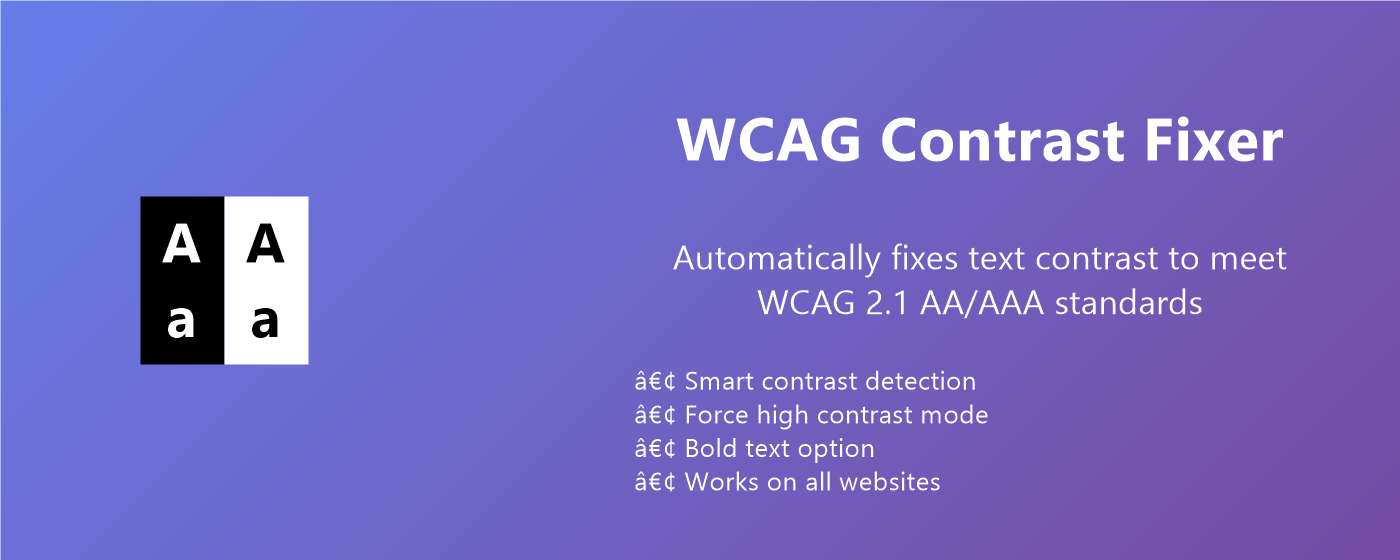 WCAG Contrast Fixer
A A
a a
Automatically fixes text contrast to meet
WCAG 2.1 AA/AAA standards
â€¢ Smart contrast detection
â€¢ Force high contrast mode
â€¢ Bold text option
â€¢ Works on all websites